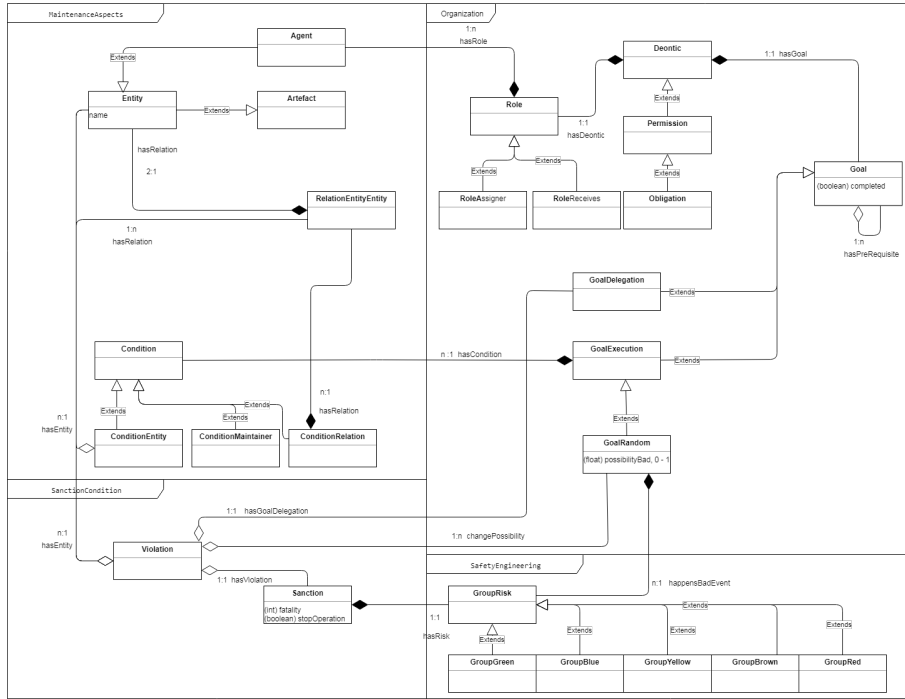 MaintenanceAspects
Organization
Agent
1:n
hasRole
Deontic
1:1 hasGoal
Extends
Entity
name
Extends
Artefact
Extends
Role
1:1
hasDeontic
Permission
hasRelation
2:1
Extends
Extends
Extends
Goal
(boolean) completed
RelationEntityEntity
RoleAssigner
RoleReceives
Obligation
1:n
hasRelation
1:n
hasPreRequisite
GoalDelegation
Extends
Condition
n :1 hasCondition
GoalExecution
Extends
n:1
hasRelation
Extends
Extends
Extends
Extends
n:1
hasEntity
ConditionEntity
ConditionMaintainer
ConditionRelation
GoalRandom
(float) possibilityBad, 0 - 1
SanctionCondition
1:1 hasGoalDelegation
n:1
hasEntity
1:n changePossibility
Violation
SafetyEngineering
1:1 hasViolation
n:1 happensBadEvent
Sanction
(int) fatality
(boolean) stopOperation
GroupRisk
1:1
hasRisk
Extends
Extends
Extends
Extends
Extends
GroupGreen
GroupBlue
GroupYellow
GroupBrown
GroupRed